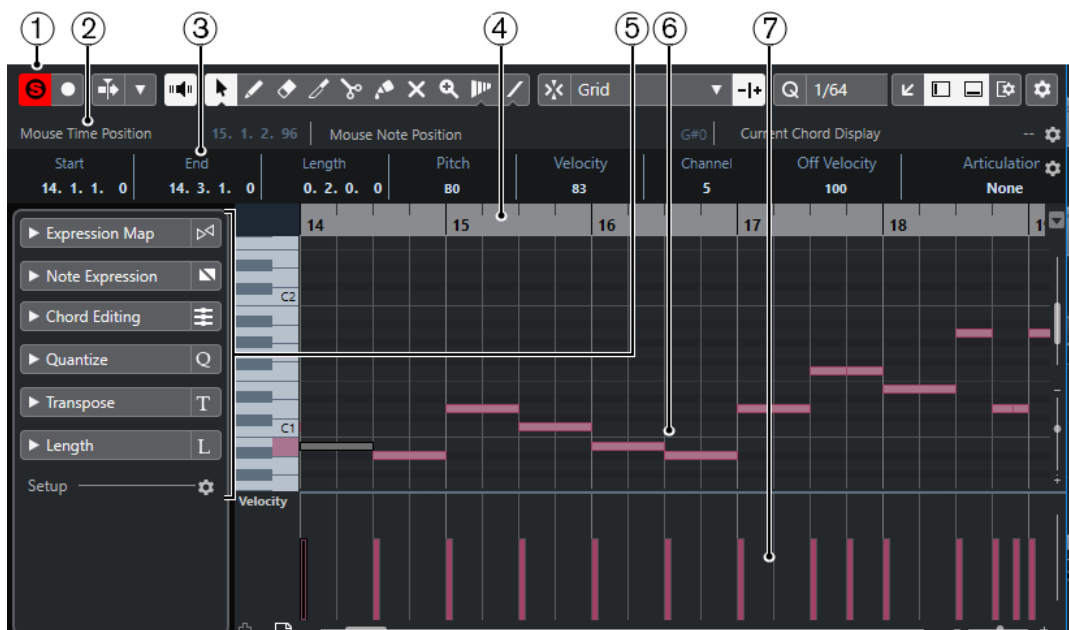 1 2 3 4 5 6 7
S Grid Q 1/64
Mouse Time Position 15. 1. 2. 96 Mouse Note Position G#0 Current Chord Display --
Start End Length Pitch Velocity Channel Off Velocity Articulation
14. 1. 1. 0 14. 3. 1. 0 0. 2. 0. 0 B0 83 5 100 None
14 15 16 17 18 19
Expression Map
Note Expression
C2
Chord Editing
Quantize Q
Transpose T
C1
Length L
Setup
Velocity